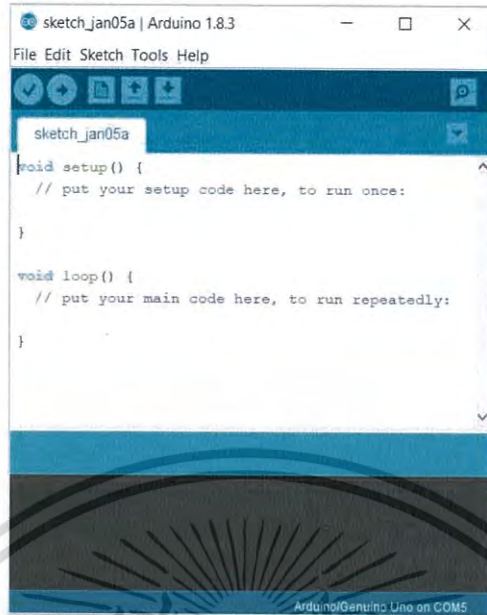 sketch_jan05a | Arduino 1.8.3
File Edit Sketch Tools Help
sketch_jan05a
void setup() {
// put your setup code here, to run once:
}
void loop() {
// put your main code here, to run repeatedly:
}
Arduino/Genuino Uno on COM5